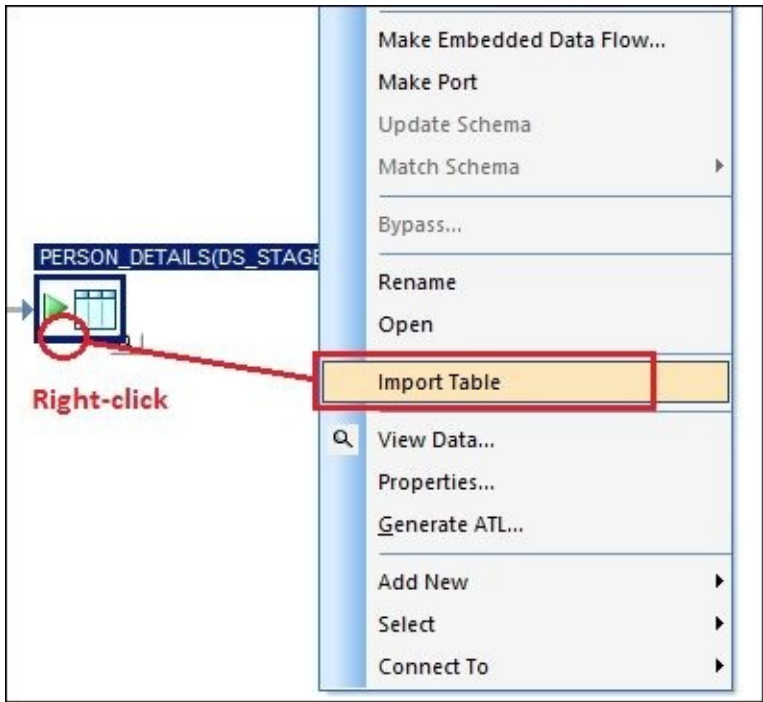 Make Embedded Data Flow...
Make Port
Update Schema
Match Schema
Bypass...
PERSON_DETAILS(DS_STAGE
Rename
Open
Import Table
Right-click
View Data...
Properties...
Generate ATL...
Add New
Select
Connect To